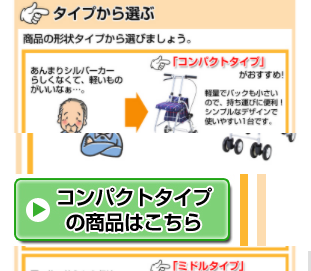 タイプから選ぶ
商品の形状タイプから選びましょう。
「コンパクトタイプ」
がおすすめ!
あんまりシルバーカー
らしくなくて、軽いもの
がいいなぁ…。
軽量でバックも小さい
ので、持ち運びに便利!
シンプルなデザインで
使いやすい1台です。
コンパクトタイプ
の商品はこちら
「ミドルタイプ」